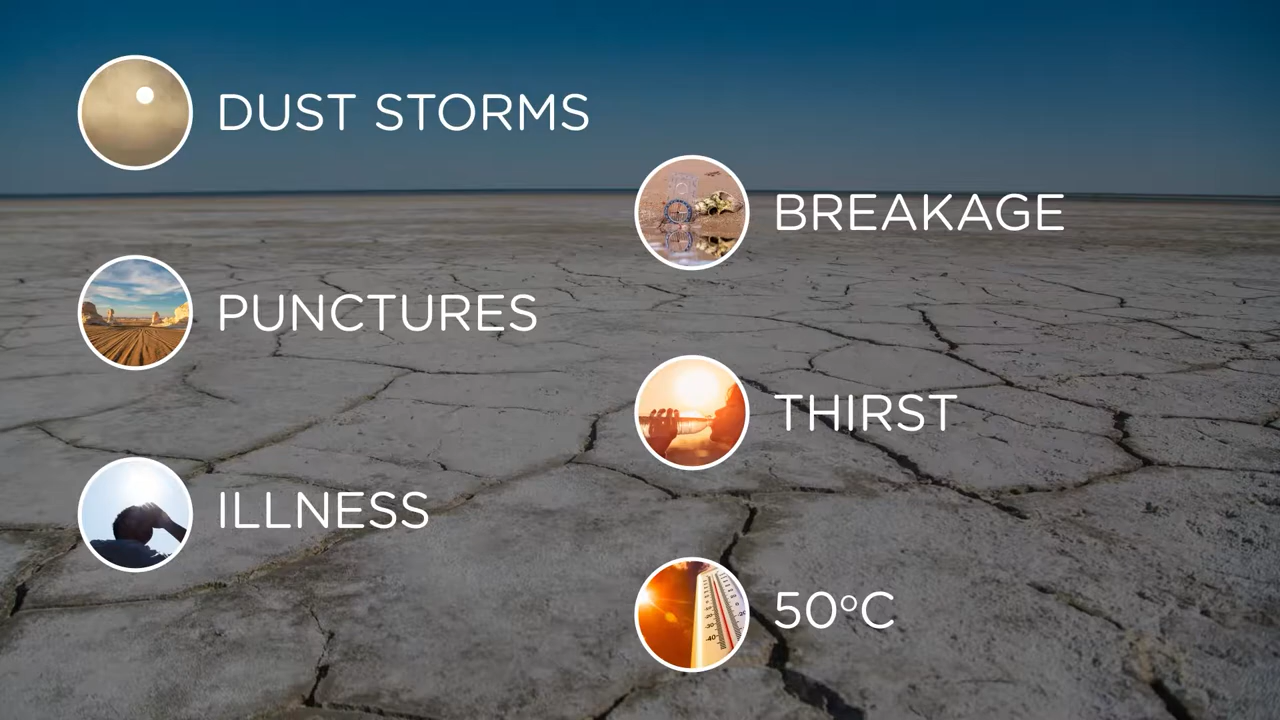 DUST STORMS
BREAKAGE
PUNCTURES
THIRST
ILLNESS
50°C